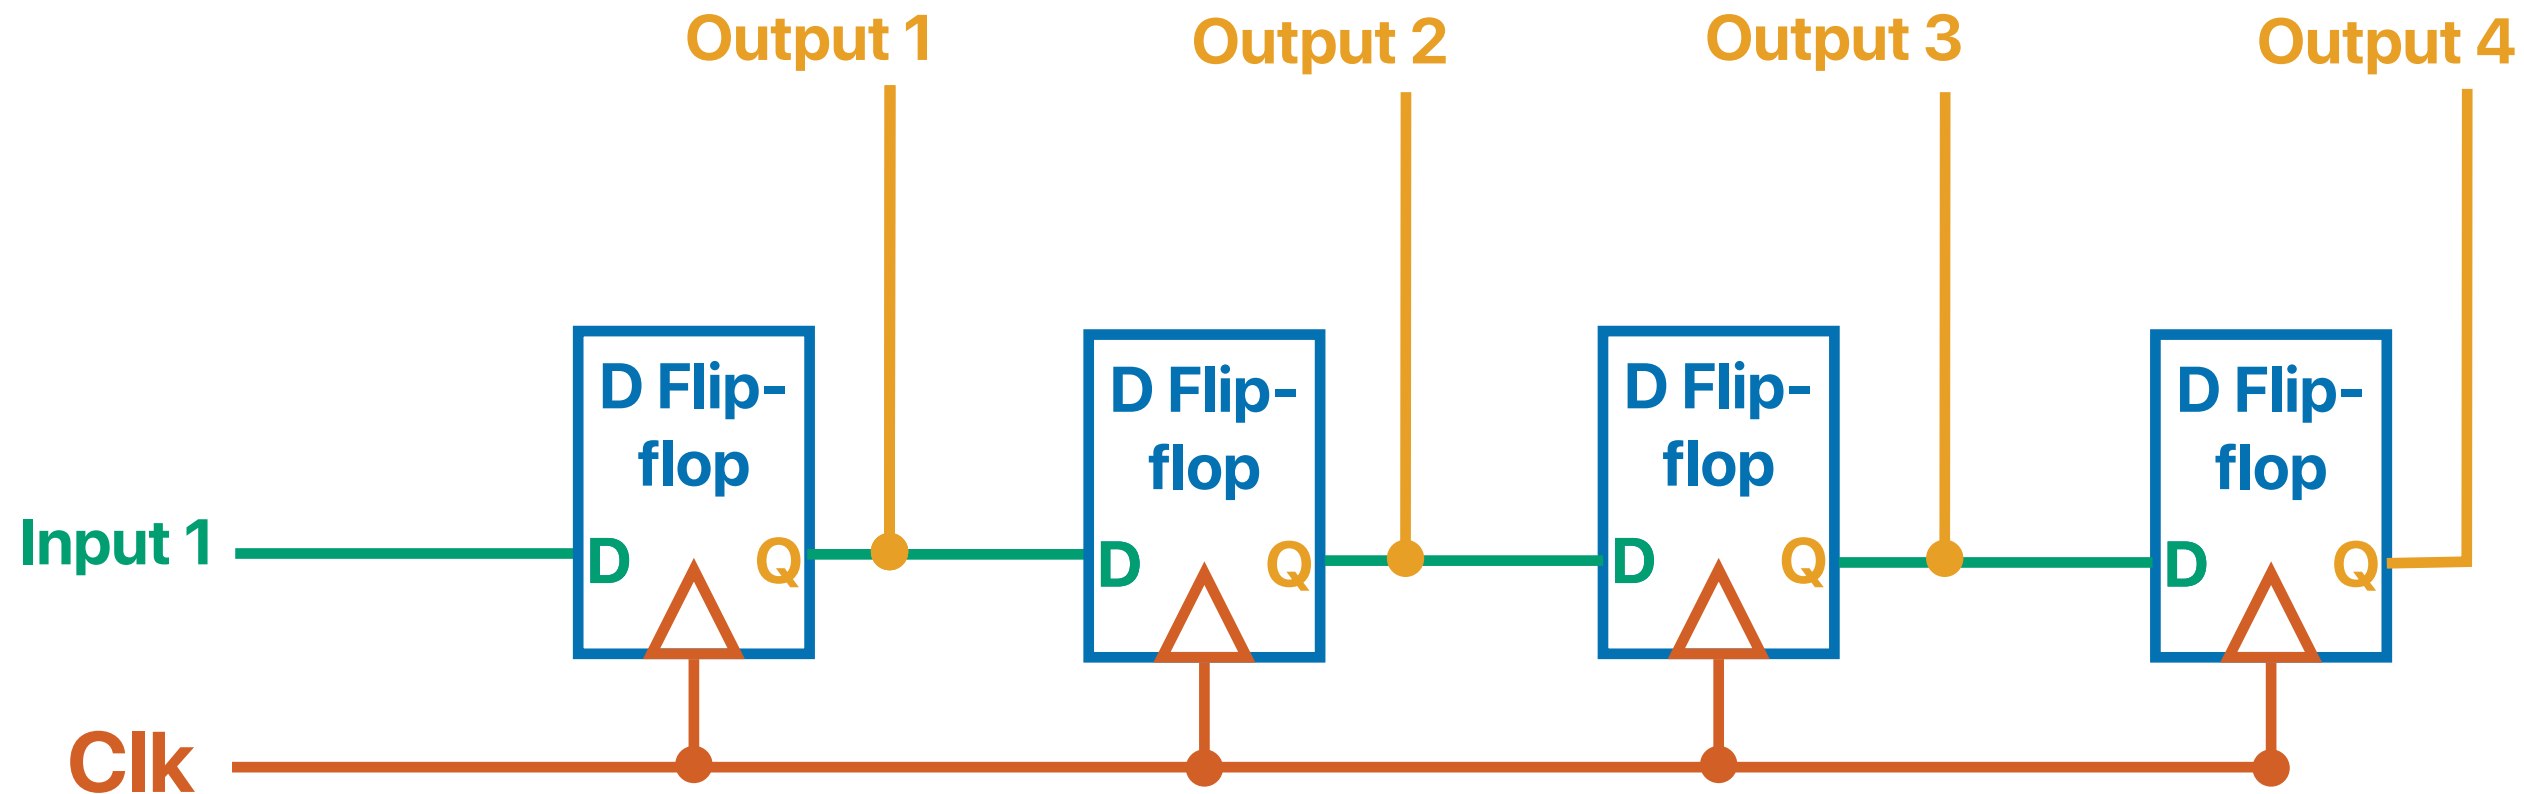 Output 1
Output 2
Output 3
Output 4
D Flip-
flop
D Flip-
flop
D Flip-
flop
D Flip-
flop
Input 1
D
Q
D
Q
D
Q
D
Q
Clk